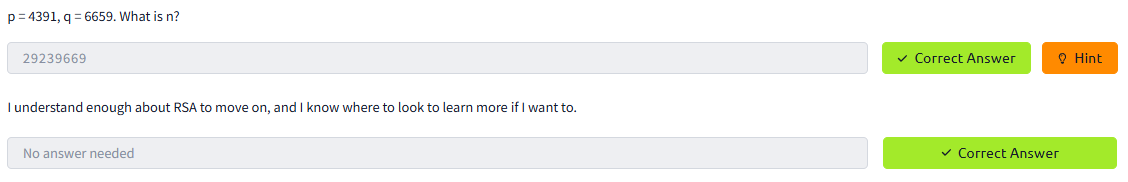 p = 4391, q = 6659. What is n?
29239669 Correct Answer Hint
I understand enough about RSA to move on, and I know where to look to learn more if I want to.
No answer needed Correct Answer